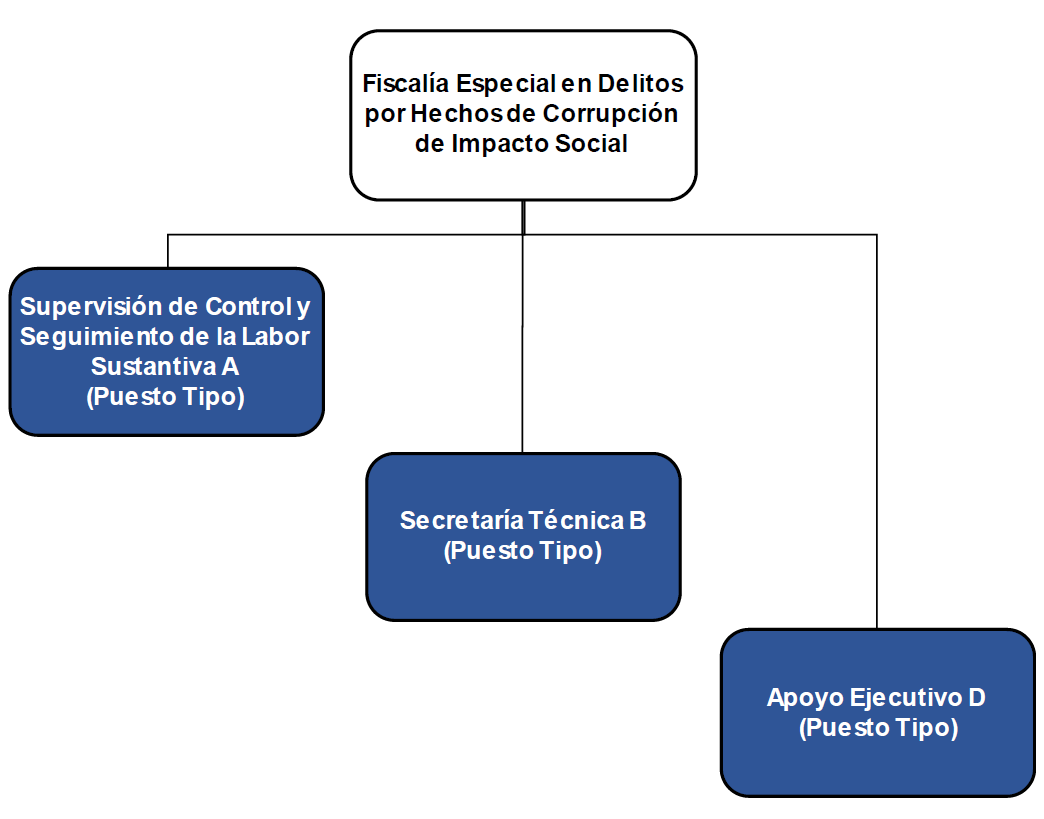 Fiscalía Especial en Delitos
por Hechos de Corrupción
de Impacto Social
Supervisión de Control y
Seguimiento de la Labor
Sustantiva A
(Puesto Tipo)
Secretaría Técnica B
(Puesto Tipo)
Apoyo Ejecutivo D
(Puesto Tipo)